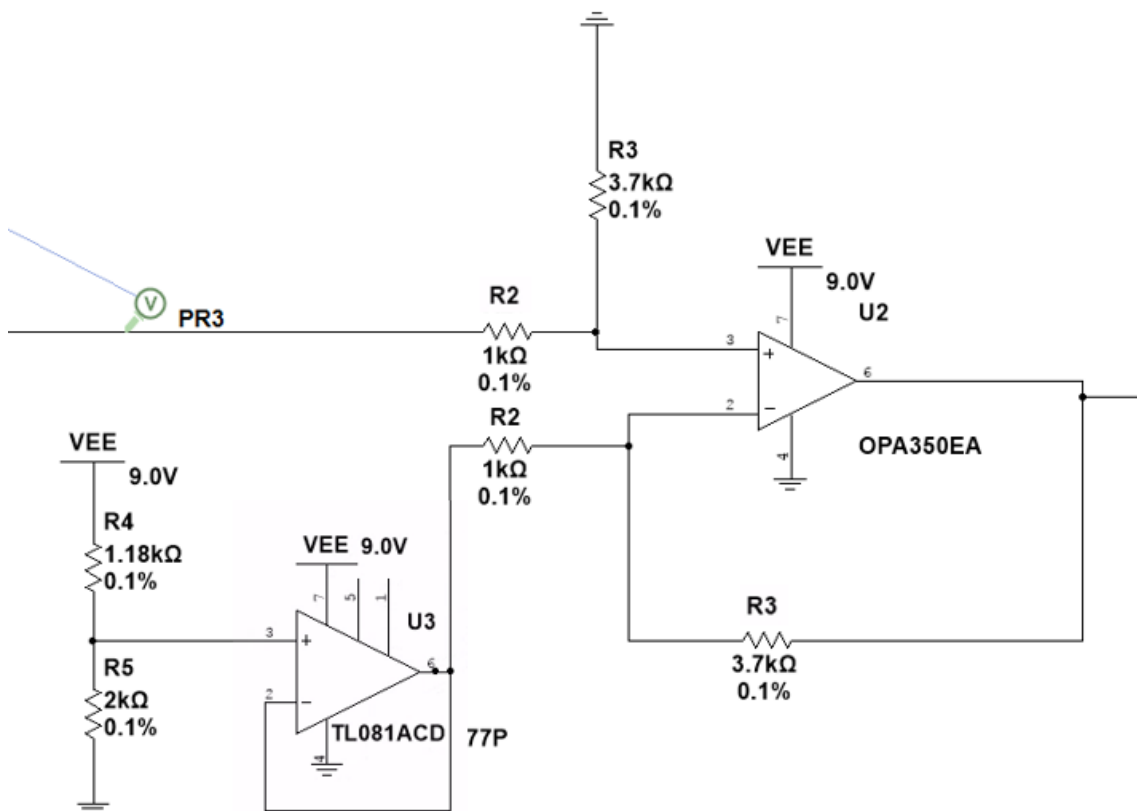 R3
3.7kΩ
0.1%
VEE
9.0V
U2
7
PR3
R2
1kΩ
0.1%
3
+
6
2
−
4
OPA350EA
R2
1kΩ
0.1%
VEE
9.0V
R4
1.18kΩ
0.1%
VEE 9.0V
7
5
1
U3
3
+
6
2
−
4
TL081ACD
77P
R5
2kΩ
0.1%
R3
3.7kΩ
0.1%
V